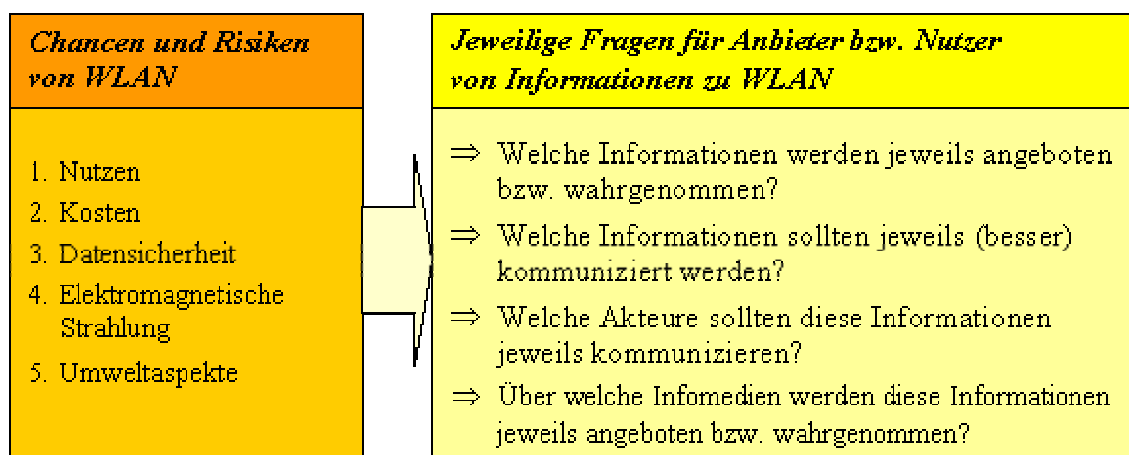 Chancen und Risiken
von WLAN
1. Nutzen
2. Kosten
3. Datensicherheit
4. Elektromagnetische
Strahlung
5. Umweltaspekte
Jeweilige Fragen für Anbieter bzw. Nutzer
von Informationen zu WLAN
⇒ Welche Informationen werden jeweils angeboten
bzw. wahrgenommen?
⇒ Welche Informationen sollten jeweils (besser)
kommuniziert werden?
⇒ Welche Akteure sollten diese Informationen
jeweils kommunizieren?
⇒ Über welche Infomedien werden diese Informationen
jeweils angeboten bzw. wahrgenommen?